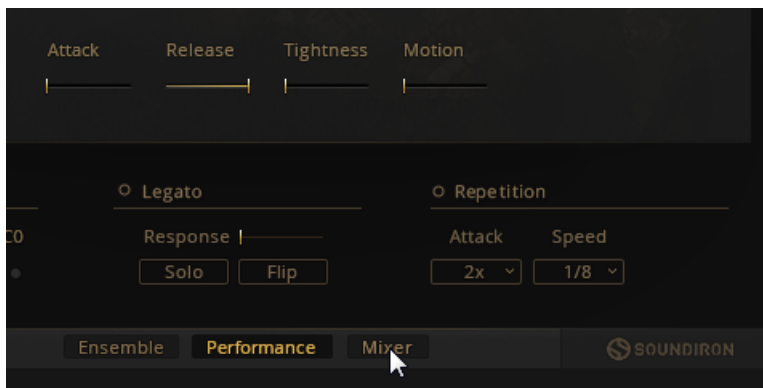 Attack Release Tightness Motion
Legato Repetition
C0 Response Attack Speed
Solo Flip 2x 1/8
Ensemble Performance Mixer SOUNDIRON